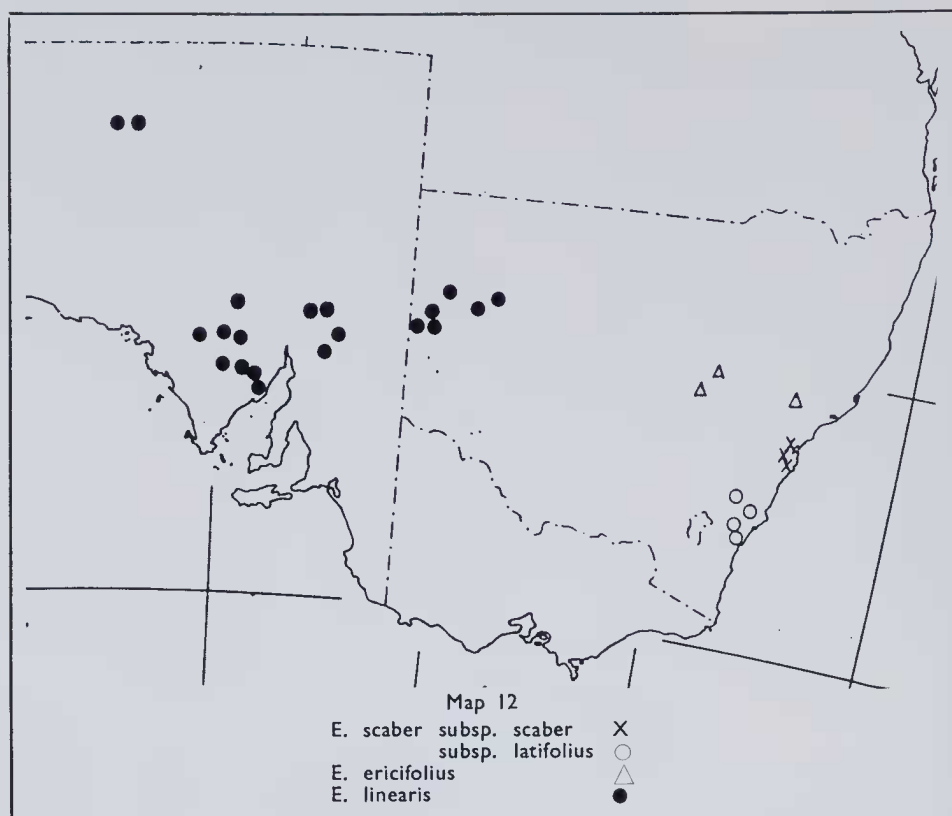 Map 12
E. scaber subsp. scaber X
subsp. latifolius ○
E. ericifolius △
E. linearis ●